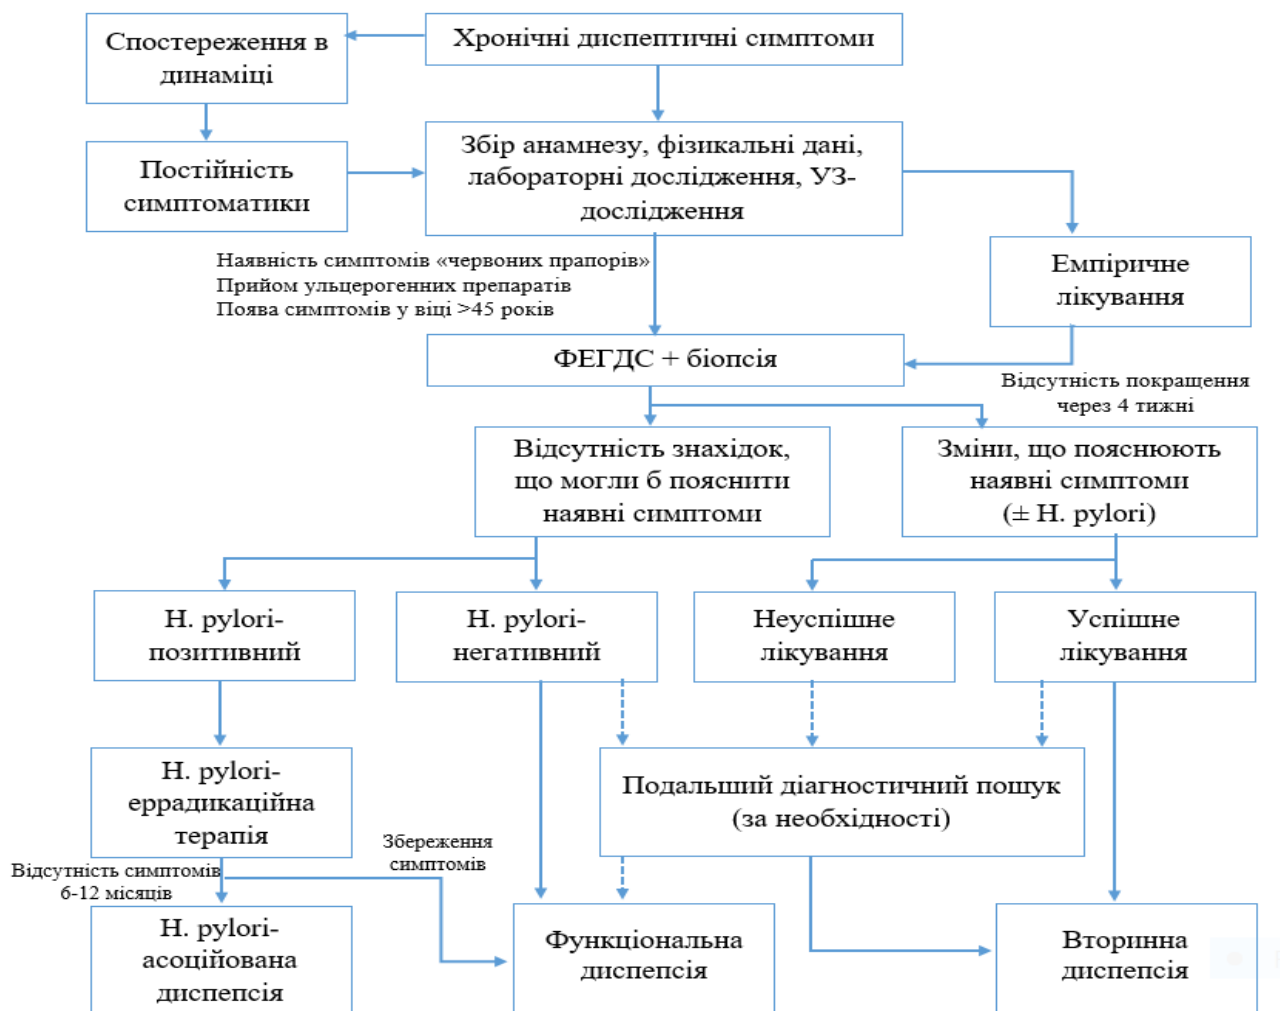 Хронічні диспептичні симптоми
Спостереження в
динаміці
Постійність
симптоматики
Збір анамнезу, фізикальні дані,
лабораторні дослідження, УЗ-
дослідження
Наявність симптомів «червоних прапорів»
Прийом ульцерогенних препаратів
Поява симптомів у віці >45 років
Емпіричне
лікування
ФЕГДС + біопсія
Відсутність покращення
через 4 тижні
Відсутність знахідок,
що могли б пояснити
наявні симптоми
Зміни, що пояснюють
наявні симптоми
(± H. pylori)
H. pylori-
позитивний
H. pylori-
негативний
Неуспішне
лікування
Успішне
лікування
H. pylori-
еррадикаційна
терапія
Подальший діагностичний пошук
(за необхідності)
Відсутність симптомів
6-12 місяців
Збереження
симптомів
H. pylori-
асоційована
диспепсія
Функціональна
диспепсія
Вторинна
диспепсія